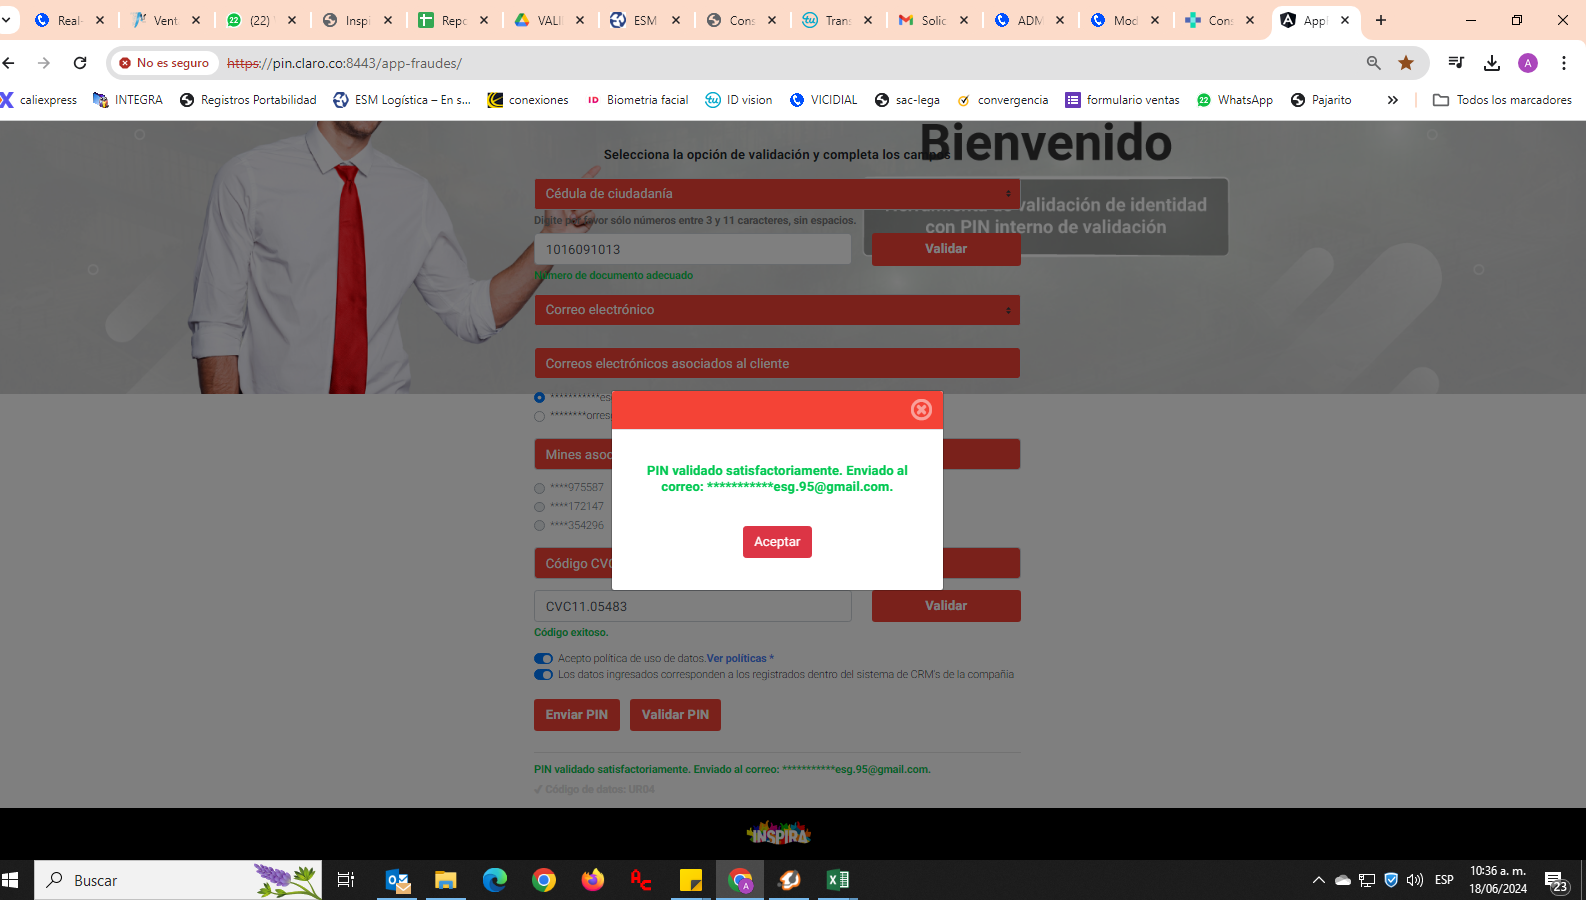 Real-
Vent
(22)
Inspi
Repo
VALI
ESM
Cons
Trans
Solic
ADM
Mod
Cons
Appl
No es seguro
https://pin.claro.co:8443/app-fraudes/
A
caliexpress
INTEGRA
Registros Portabilidad
ESM Logística – En s...
conexiones
ID Biometria facial
ID vision
VICIDIAL
sac-lega
convergencia
formulario ventas
WhatsApp
Pajarito
Todos los marcadores
Bienvenido
Selecciona la opción de validación y completa los campos
Herramienta de validación de identidad
con PIN interno de validación
Cédula de ciudadanía
Digite por favor sólo números entre 3 y 11 caracteres, sin espacios.
1016091013
Validar
Número de documento adecuado
Correo electrónico
Correos electrónicos asociados al cliente
***********es
********orres
Mines asoc
****975587
****172147
****354296
PIN validado satisfactoriamente. Enviado al
correo: ***********esg.95@gmail.com.
Aceptar
Código CVC
CVC11.05483
Validar
Código exitoso.
Acepto política de uso de datos.Ver políticas *
Los datos ingresados corresponden a los registrados dentro del sistema de CRM's de la compañia
Enviar PIN
Validar PIN
PIN validado satisfactoriamente. Enviado al correo: ***********esg.95@gmail.com.
✔ Código de datos: UR04
INSPIRA
Buscar
ESP
10:36 a. m.
18/06/2024
23